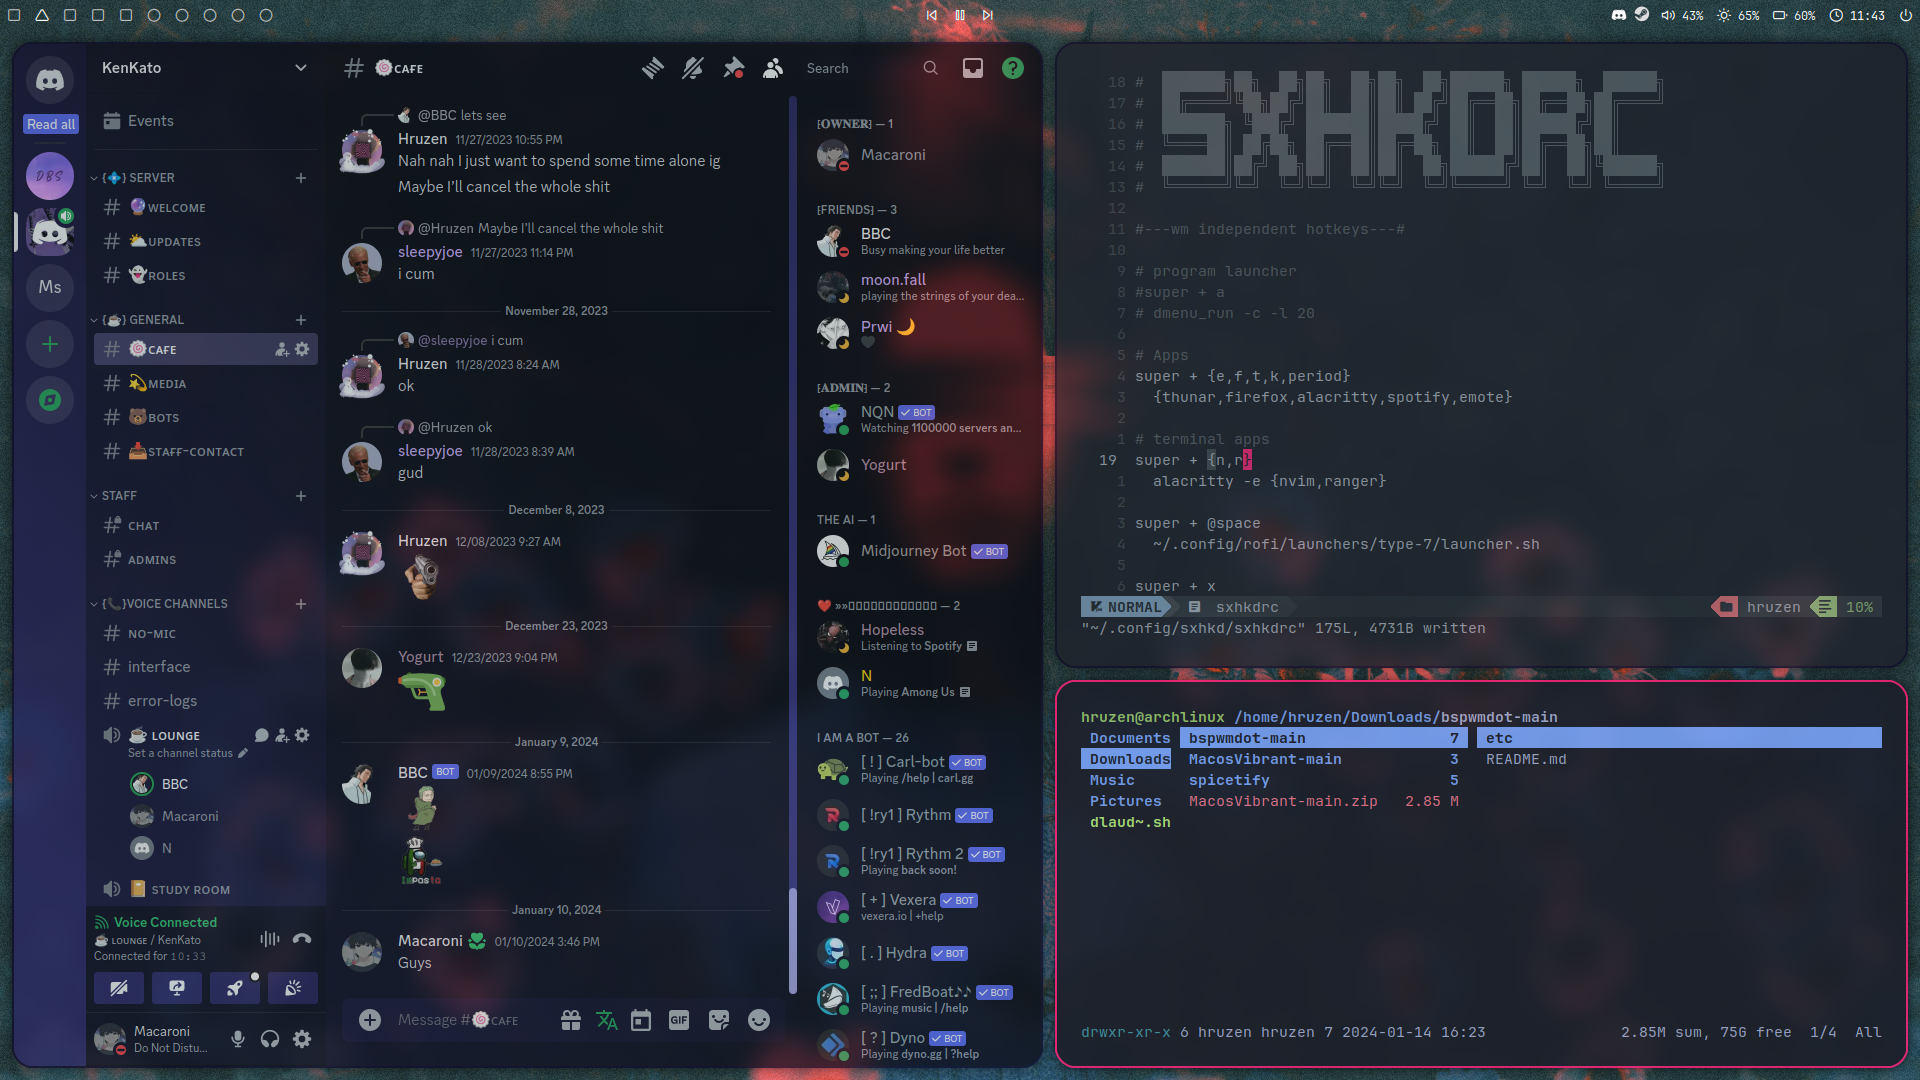 43% 65% 60% 11:43
Read all
DBS
Ms
KenKato
Events
{💠} SERVER
# 🔮WELCOME
# ⛅UPDATES
# 👻ROLES
{☕} GENERAL
# 🍥CAFE
# 💫MEDIA
# 🐻BOTS
# 📥STAFF-CONTACT
STAFF
# CHAT
# ADMINS
{📞}VOICE CHANNELS
# NO-MIC
# interface
# error-logs
☕ LOUNGE
Set a channel status
BBC
Macaroni
N
📔 STUDY ROOM
Voice Connected
☕ LOUNGE / KenKato
Connected for 10:33
Macaroni
Do Not Distu...
# 🍥CAFE
Search
@BBC lets see
Hruzen 11/27/2023 10:55 PM
Nah nah I just want to spend some time alone ig
Maybe I'll cancel the whole shit
@Hruzen Maybe I'll cancel the whole shit
sleepyjoe 11/27/2023 11:14 PM
i cum
November 28, 2023
@sleepyjoe i cum
Hruzen 11/28/2023 8:24 AM
ok
@Hruzen ok
sleepyjoe 11/28/2023 8:39 AM
gud
December 8, 2023
Hruzen 12/08/2023 9:27 AM
December 23, 2023
Yogurt 12/23/2023 9:04 PM
January 9, 2024
BBC BOT 01/09/2024 8:55 PM
impasta
January 10, 2024
Macaroni 01/10/2024 3:46 PM
Guys
Message #🍥CAFE
GIF
[OWNER] — 1
Macaroni
[FRIENDS] — 3
BBC
Busy making your life better
moon.fall
playing the strings of your dea...
Prwi 🌙
🖤
[ADMIN] — 2
NQN ✓ BOT
Watching 1100000 servers an...
Yogurt
THE AI — 1
Midjourney Bot ✓ BOT
❤️ »»▯▯▯▯▯▯▯▯▯▯▯▯▯ — 2
Hopeless
Listening to Spotify
N
Playing Among Us
I AM A BOT — 26
[ ! ] Carl-bot ✓ BOT
Playing /help | carl.gg
[ !ry1 ] Rythm ✓ BOT
[ !ry1 ] Rythm 2 ✓ BOT
Playing back soon!
[ + ] Vexera ✓ BOT
vexera.io | +help
[ . ] Hydra ✓ BOT
[ ;; ] FredBoat♪♪ ✓ BOT
Playing music | /help
[ ? ] Dyno ✓ BOT
Playing dyno.gg | ?help
18 #
17 #
16 # SXHKDRC
15 #
14 #
13 #
12
11 #---wm independent hotkeys---#
10
9 # program launcher
8 #super + a
7 # dmenu_run -c -l 20
6
5 # Apps
4 super + {e,f,t,k,period}
3 {thunar,firefox,alacritty,spotify,emote}
2
1 # terminal apps
19 super + {n,r}
1 alacritty -e {nvim,ranger}
2
3 super + @space
4 ~/.config/rofi/launchers/type-7/launcher.sh
5
6 super + x
NORMAL sxhkdrc hruzen 10%
"~/.config/sxhkd/sxhkdrc" 175L, 4731B written
hruzen@archlinux /home/hruzen/Downloads/bspwmdot-main
Documents bspwmdot-main 7 etc
Downloads MacosVibrant-main 3 README.md
Music spicetify 5
Pictures MacosVibrant-main.zip 2.85 M
dlaud~.sh
drwxr-xr-x 6 hruzen hruzen 7 2024-01-14 16:23 2.85M sum, 75G free 1/4 All